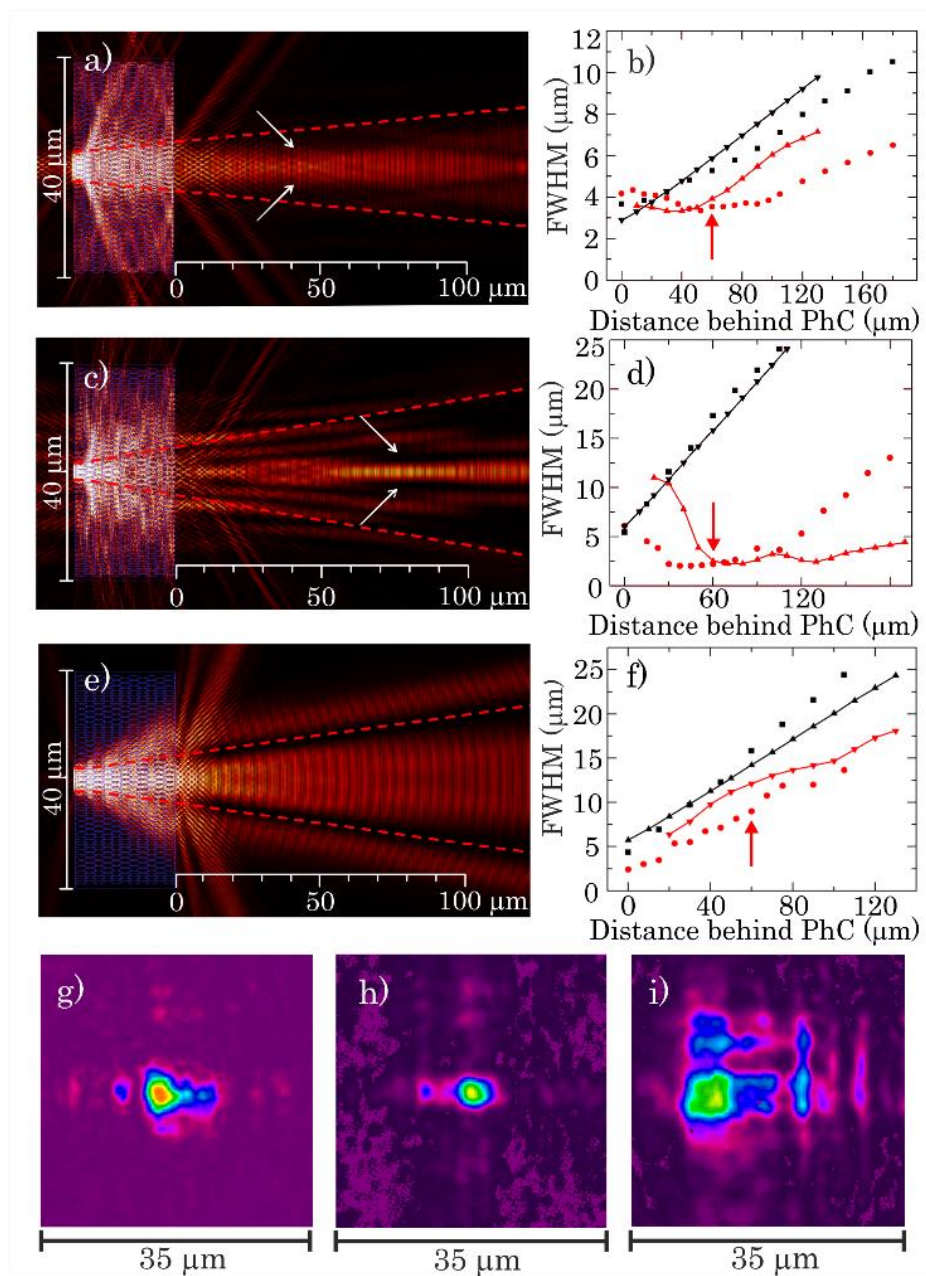 a)
40 µm
0
50
100 µm
b)
FWHM (µm)
12
10
8
6
4
2
0
0
40
80
120
160
Distance behind PhC (µm)
c)
40 µm
0
50
100 µm
d)
FWHM (µm)
25
20
15
10
5
0
0
60
120
Distance behind PhC (µm)
e)
40 µm
0
50
100 µm
f)
FWHM (µm)
25
20
15
10
5
0
0
40
80
120
Distance behind PhC (µm)
g)
35 µm
h)
35 µm
i)
35 µm